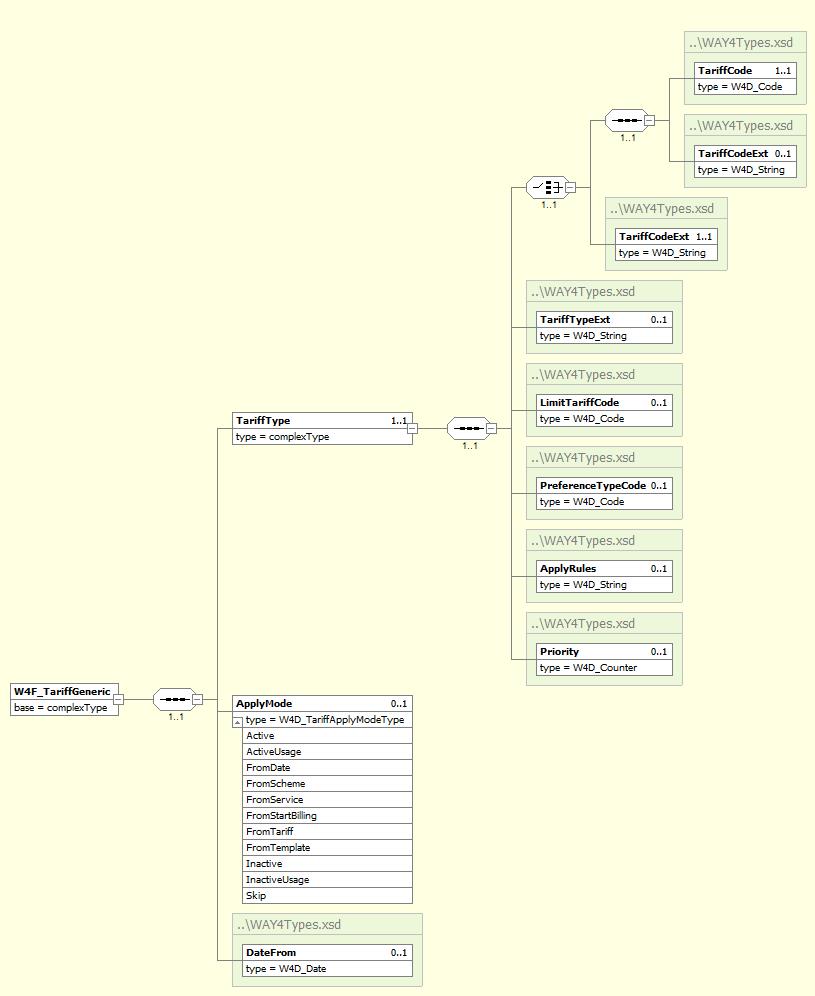 ..\WAY4Types.xsd
TariffCode 1..1
type = W4D_Code
..\WAY4Types.xsd
1..1
TariffCodeExt 0..1
type = W4D_String
1..1
..\WAY4Types.xsd
TariffCodeExt 1..1
type = W4D_String
..\WAY4Types.xsd
TariffTypeExt 0..1
type = W4D_String
..\WAY4Types.xsd
LimitTariffCode 0..1
type = W4D_Code
TariffType 1..1
type = complexType
1..1
..\WAY4Types.xsd
PreferenceTypeCode 0..1
type = W4D_Code
..\WAY4Types.xsd
ApplyRules 0..1
type = W4D_String
..\WAY4Types.xsd
Priority 0..1
type = W4D_Counter
W4F_TariffGeneric
base = complexType
1..1
ApplyMode 0..1
type = W4D_TariffApplyModeType
Active
ActiveUsage
FromDate
FromScheme
FromService
FromStartBilling
FromTariff
FromTemplate
Inactive
InactiveUsage
Skip
..\WAY4Types.xsd
DateFrom 0..1
type = W4D_Date